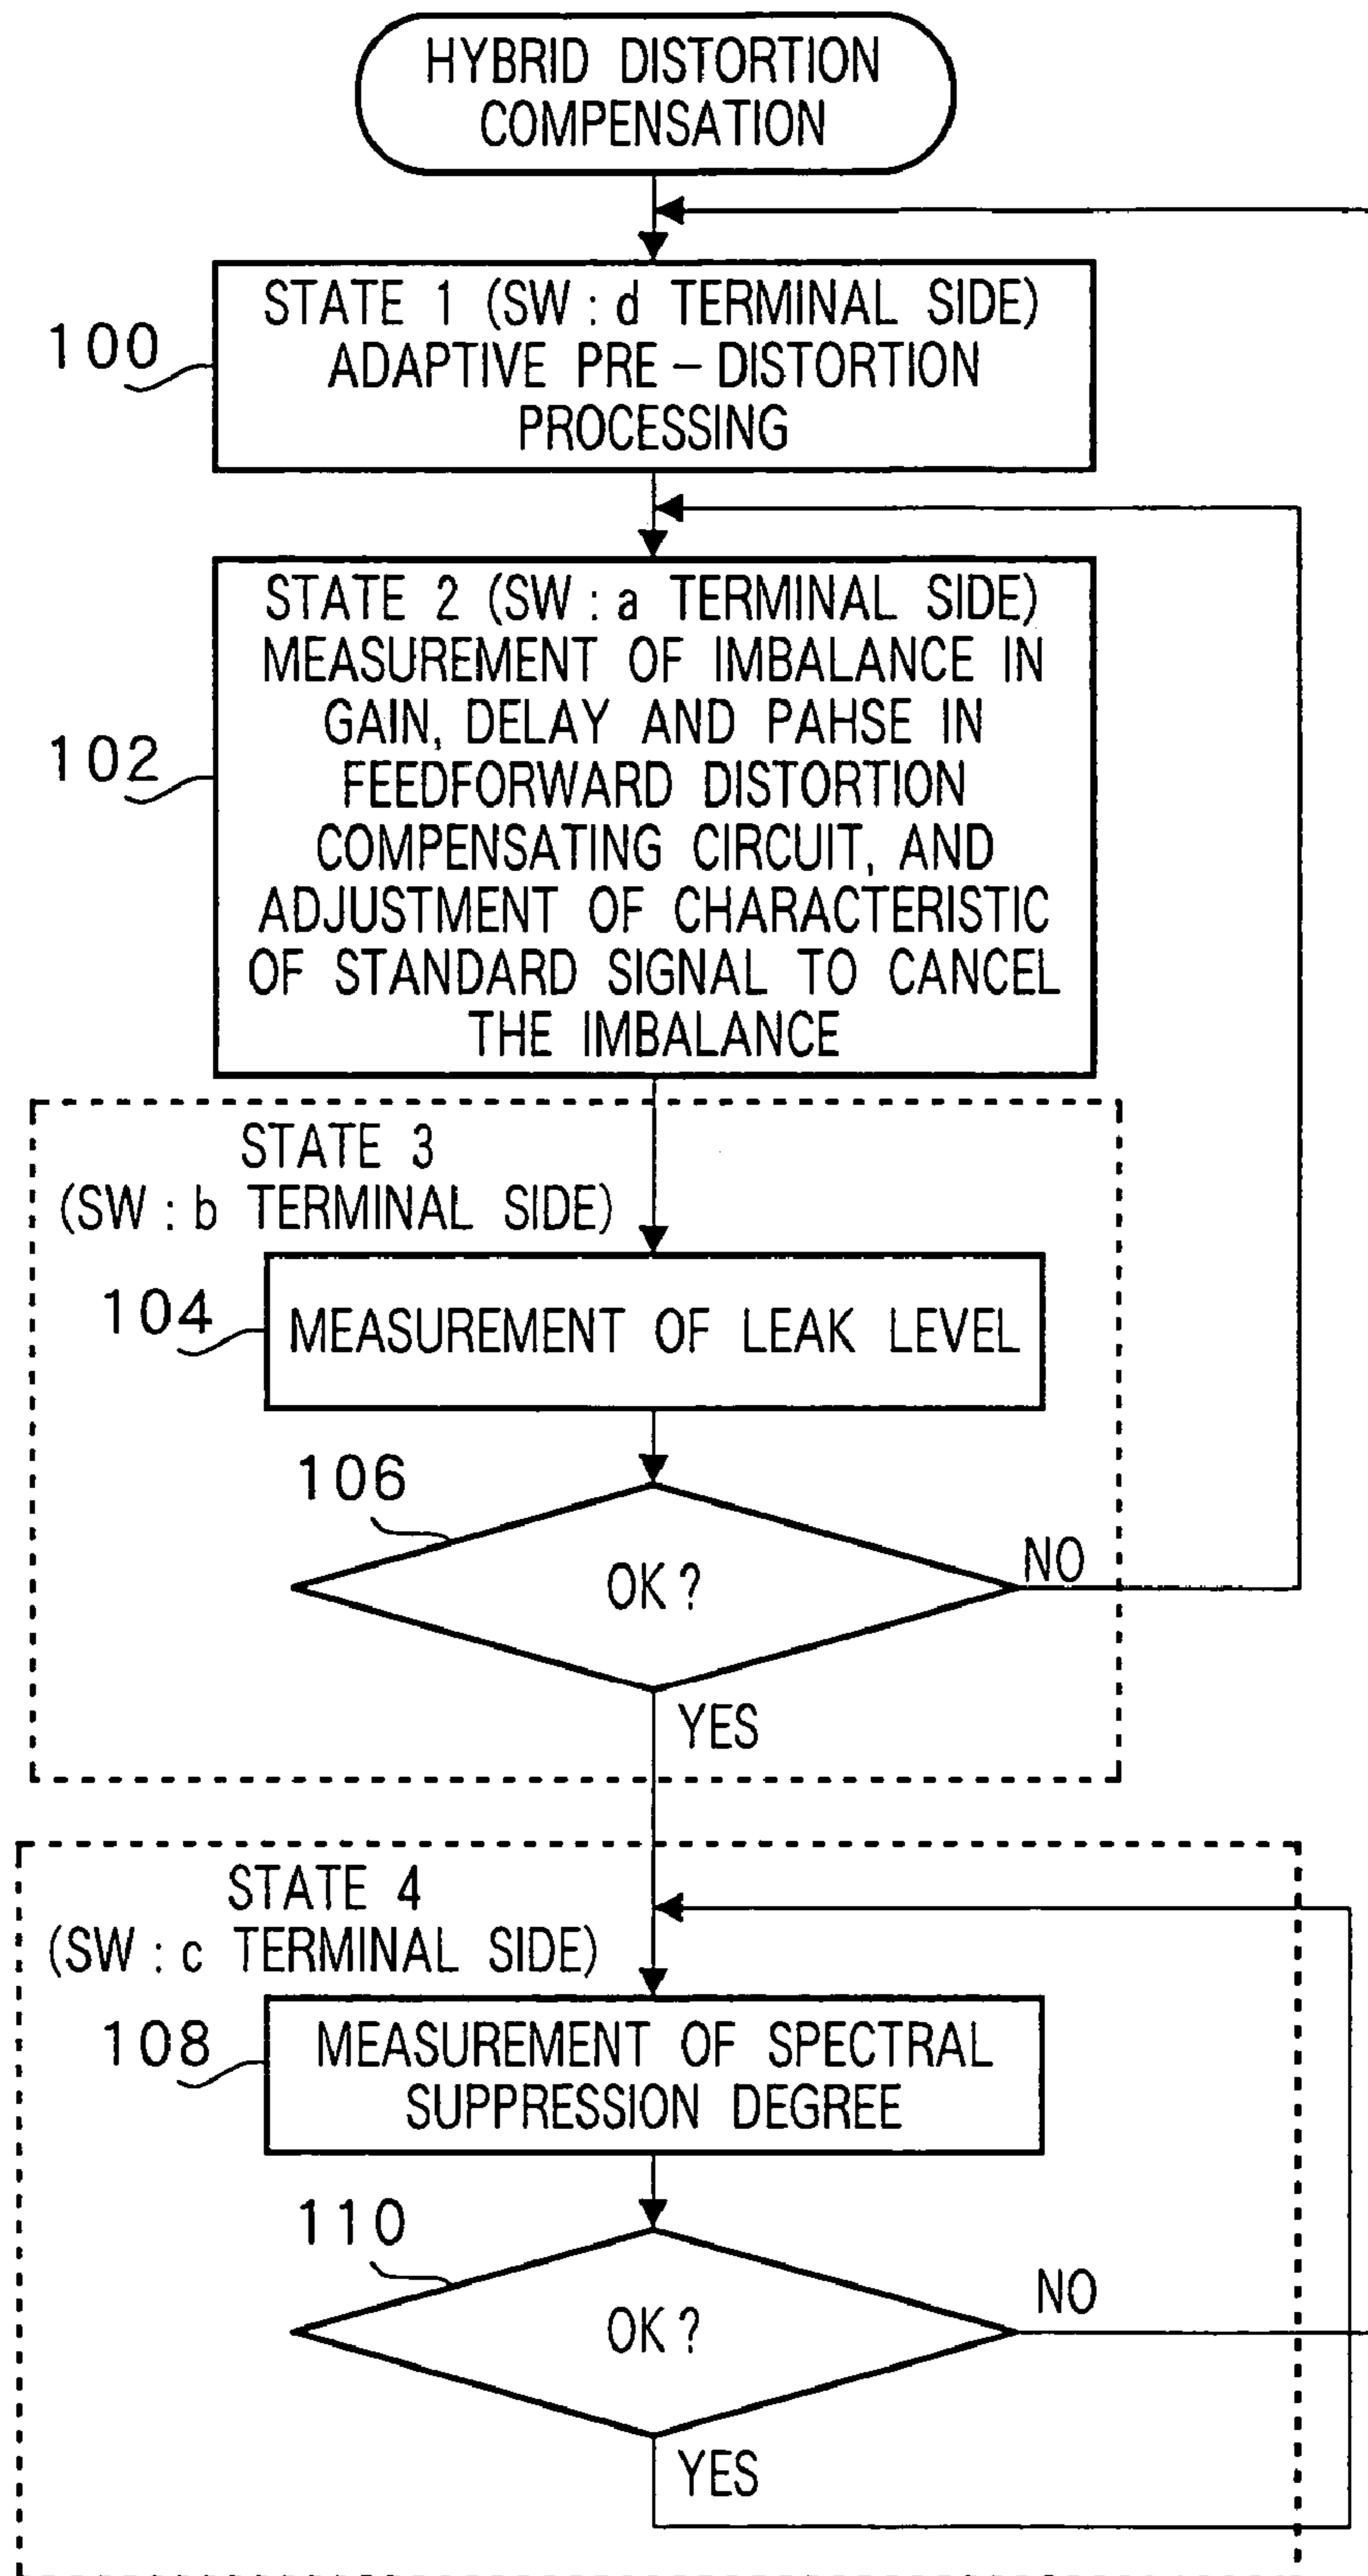 HYBRID DISTORTION
COMPENSATION
STATE 1 (SW : d TERMINAL SIDE)
ADAPTIVE PRE – DISTORTION
PROCESSING
100
STATE 2 (SW : a TERMINAL SIDE)
MEASUREMENT OF IMBALANCE IN
GAIN, DELAY AND PAHSE IN
FEEDFORWARD DISTORTION
COMPENSATING CIRCUIT, AND
ADJUSTMENT OF CHARACTERISTIC
OF STANDARD SIGNAL TO CANCEL
THE IMBALANCE
102
STATE 3
(SW : b TERMINAL SIDE)
104
MEASUREMENT OF LEAK LEVEL
106
OK ?
NO
YES
STATE 4
(SW : c TERMINAL SIDE)
108
MEASUREMENT OF SPECTRAL
SUPPRESSION DEGREE
110
OK ?
NO
YES